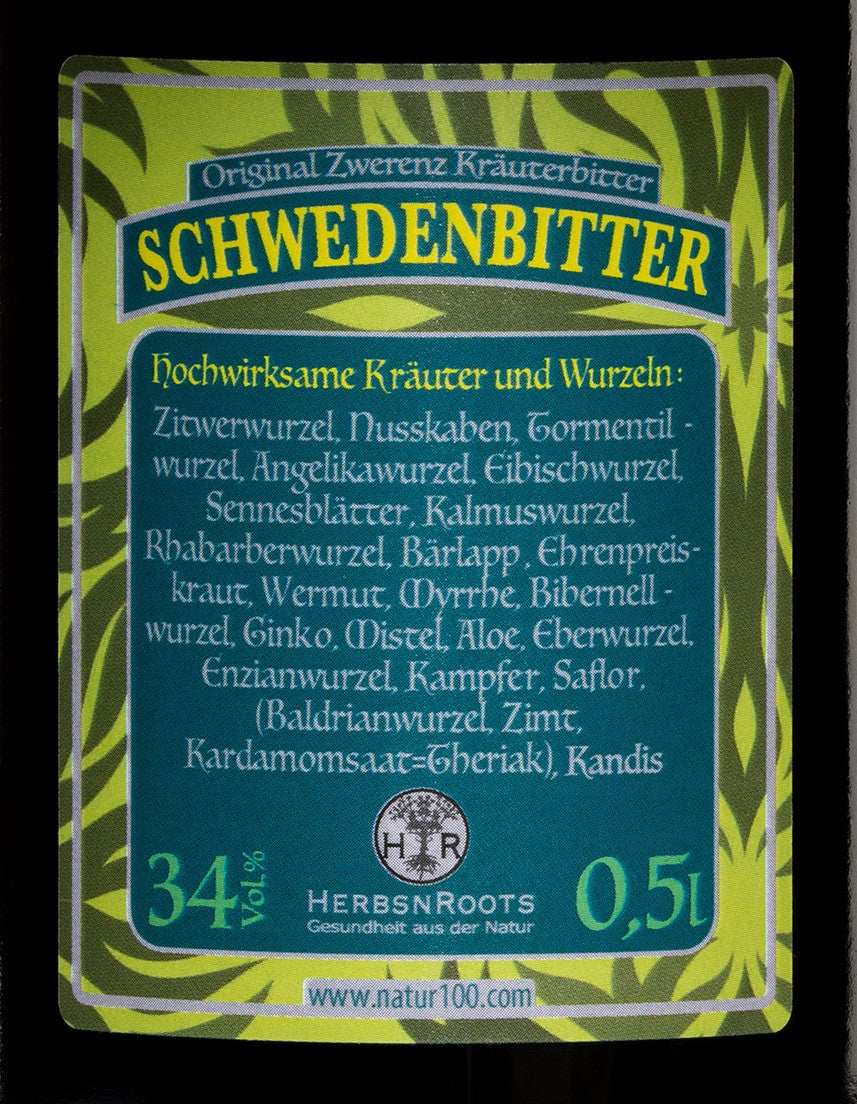 Original Zwerenz Kräuterbitter
SCHWEDENBITTER
Hochwirksame Kräuter und Wurzeln:
Zitwerwurzel, Nusskaben, Tormentil -
wurzel, Angelikawurzel, Eibischwurzel,
Sennesblätter, Kalmuswurzel,
Rhabarberwurzel, Bärlapp, Ehrenpreis-
kraut, Wermut, Myrrhe, Bibernell -
wurzel, Ginko, Mistel, Aloe, Eberwurzel,
Enzianwurzel, Kampfer, Saflor,
(Baldrianwurzel, Zimt,
Kardamomsaat=Theriak), Kandis
H R
34 Vol.%
HERBSNROOTS
Gesundheit aus der Natur
0,5l
www.natur100.com